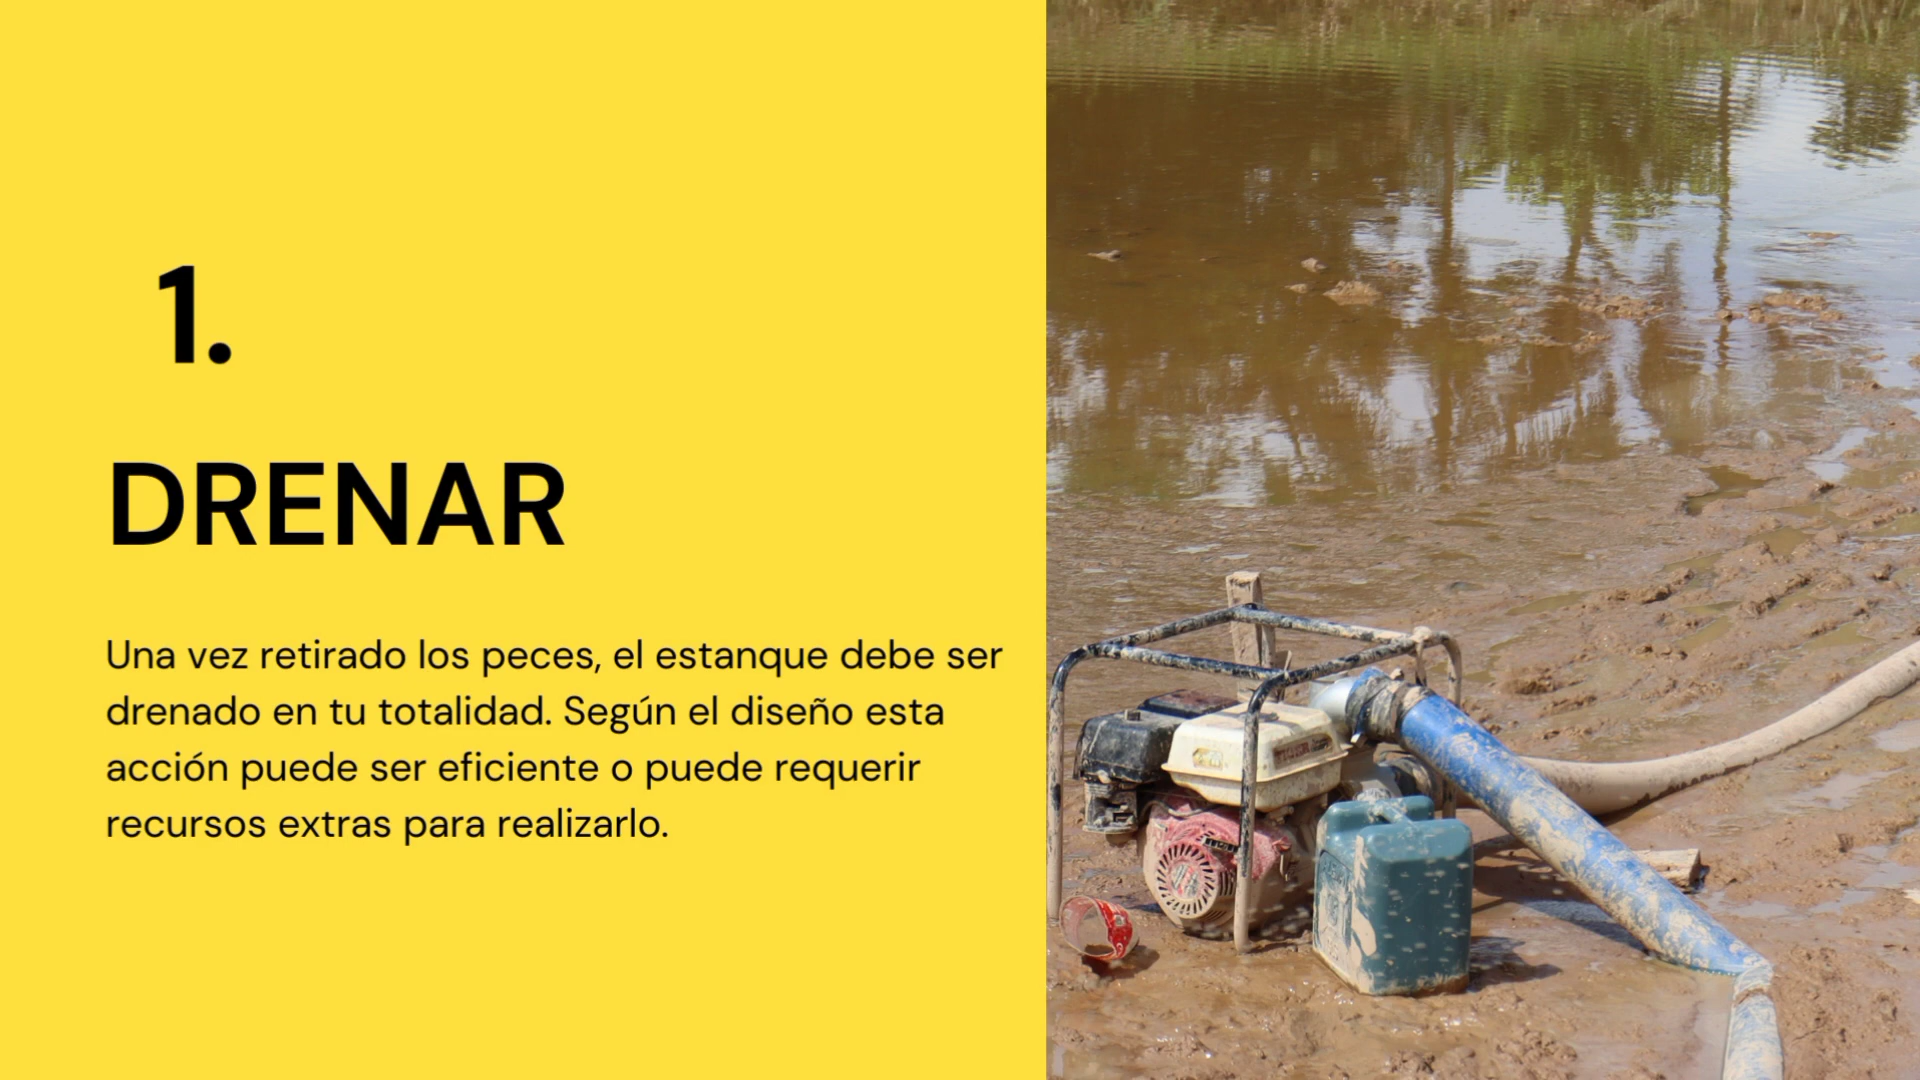 1.
DRENAR
Una vez retirado los peces, el estanque debe ser
drenado en tu totalidad. Según el diseño esta
acción puede ser eficiente o puede requerir
recursos extras para realizarlo.